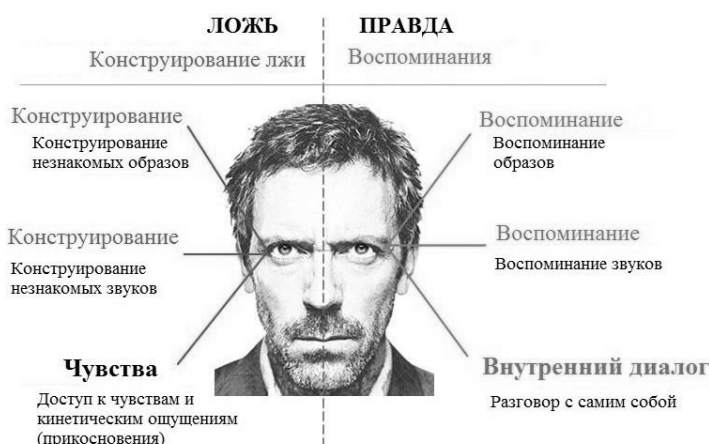 ЛОЖЬ
ПРАВДА
Конструирование лжи
Воспоминания
Конструирование
Конструирование
незнакомых образов
Воспоминание
Воспоминание
образов
Конструирование
Конструирование
незнакомых звуков
Воспоминание
Воспоминание звуков
Чувства
Доступ к чувствам и
кинетическим ощущениям
(прикосновения)
Внутренний диалог
Разговор с самим собой